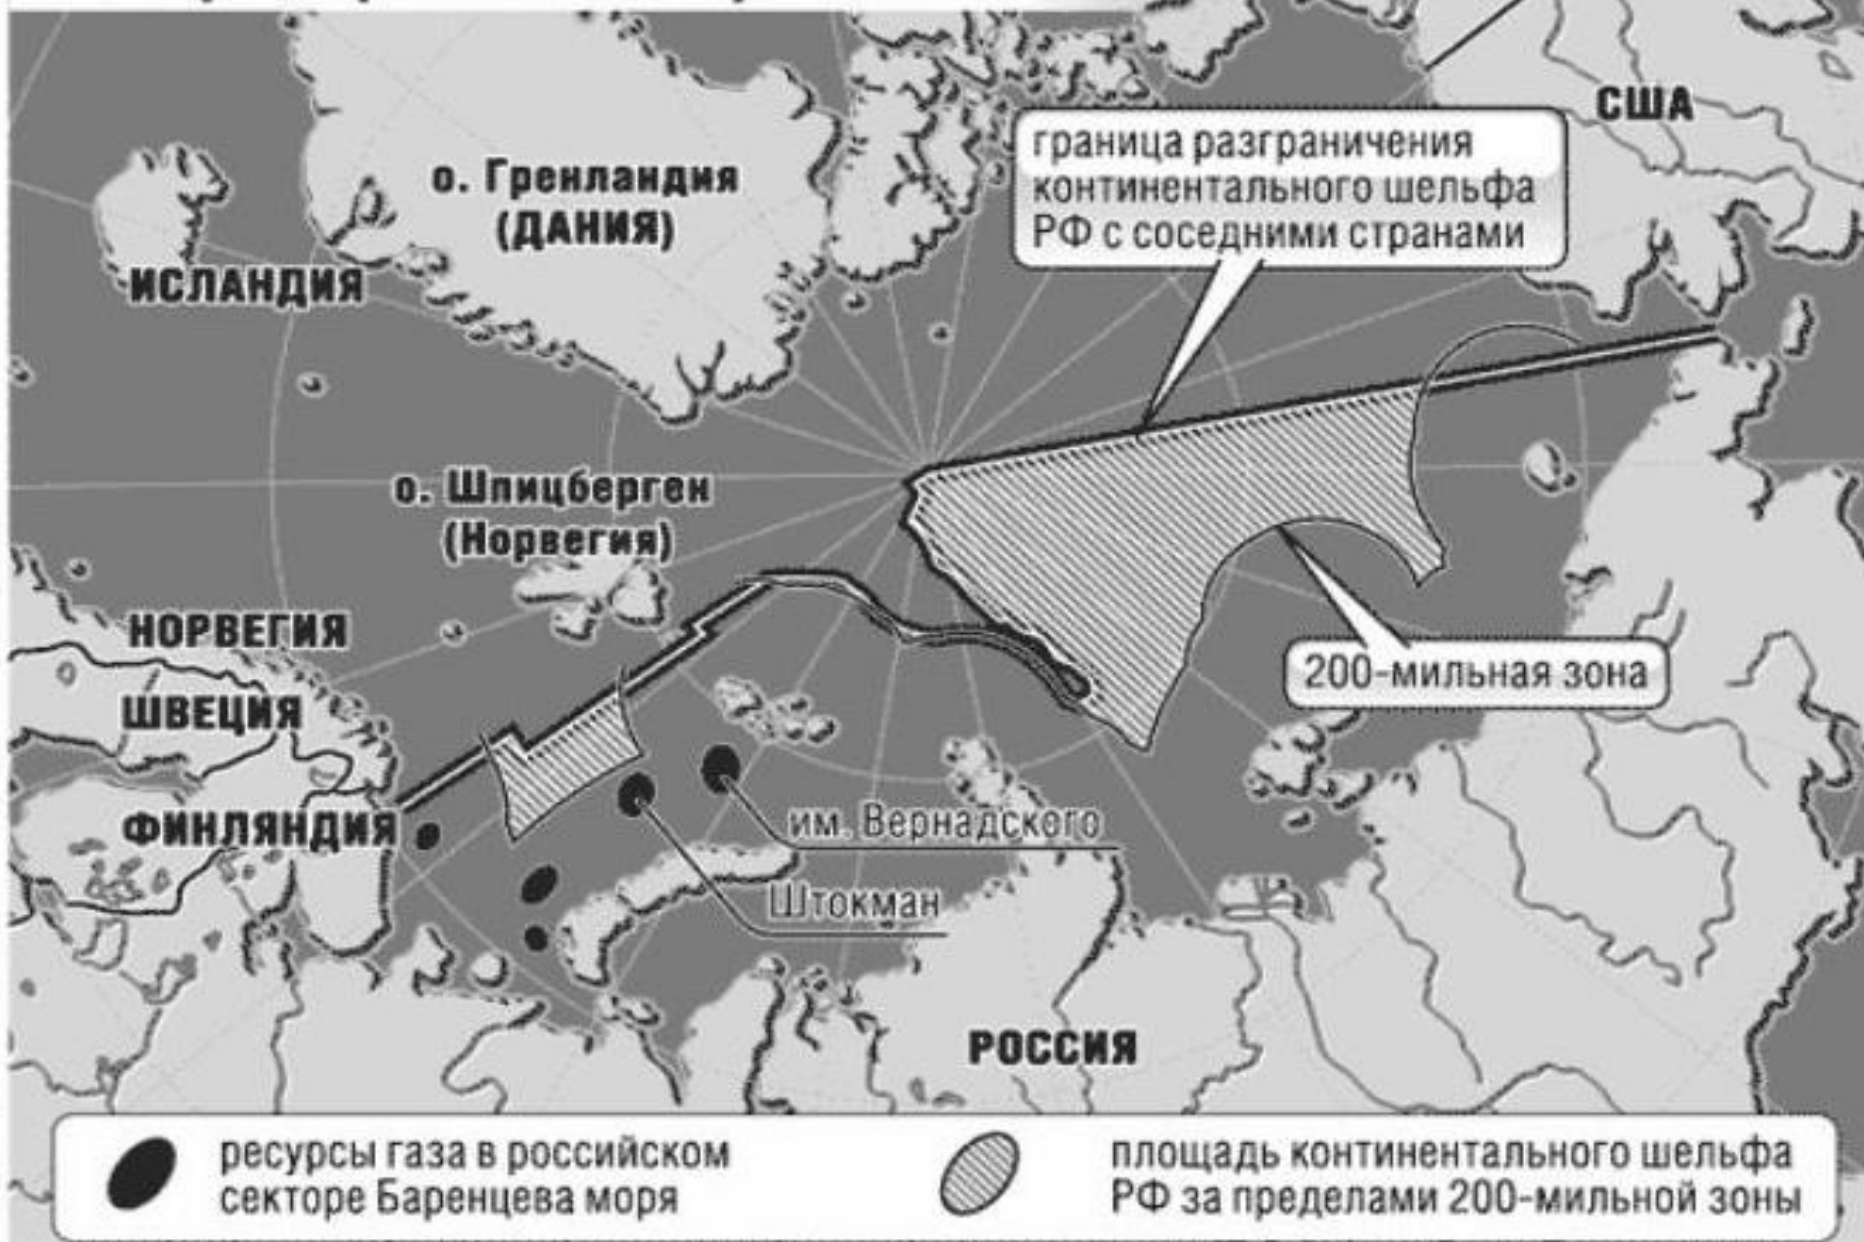 США
граница разграничения
континентального шельфа
РФ с соседними странами
о. Гренландия
(ДАНИЯ)
ИСЛАНДИЯ
о. Шпицберген
(Норвегия)
НОРВЕГИЯ
200-мильная зона
ШВЕЦИЯ
ФИНЛЯНДИЯ
им. Вернадского
Штокман
РОССИЯ
ресурсы газа в российском
секторе Баренцева моря
площадь континентального шельфа
РФ за пределами 200-мильной зоны